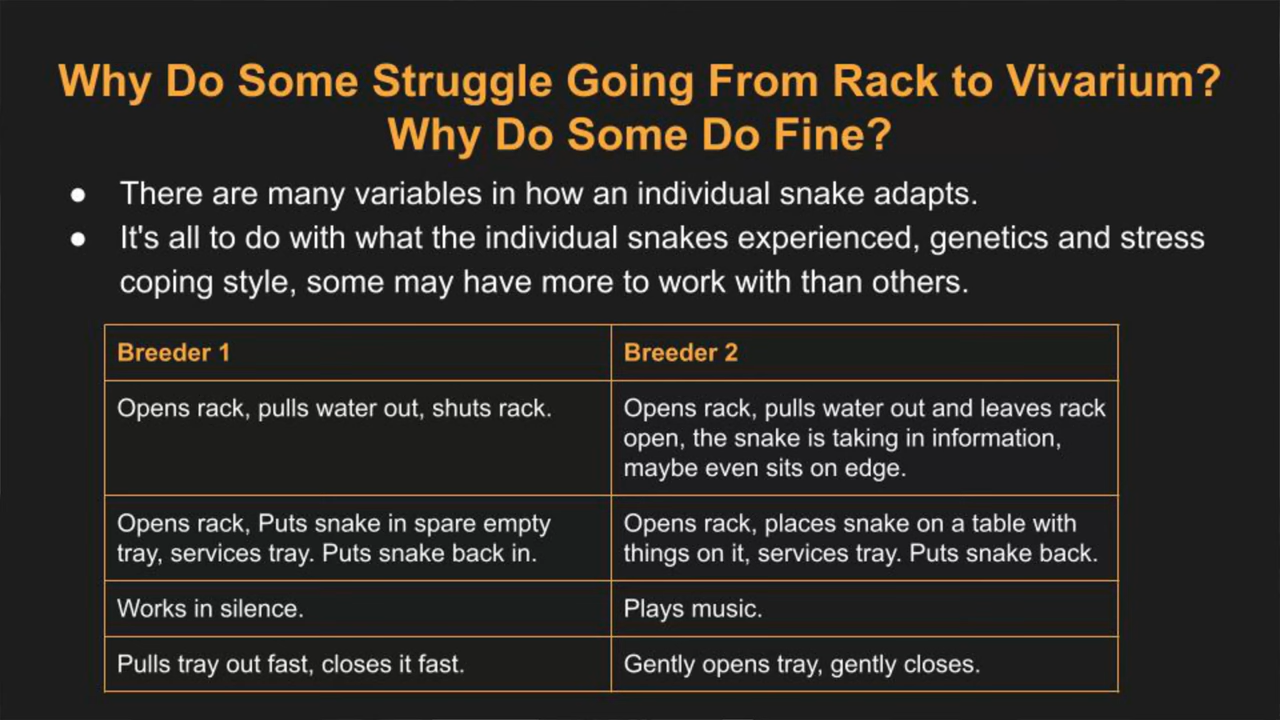 Why Do Some Struggle Going From Rack to Vivarium?
Why Do Some Do Fine?
● There are many variables in how an individual snake adapts.
● It's all to do with what the individual snakes experienced, genetics and stress
coping style, some may have more to work with than others.
Breeder 1
Breeder 2
Opens rack, pulls water out, shuts rack.
Opens rack, pulls water out and leaves rack
open, the snake is taking in information,
maybe even sits on edge.
Opens rack, Puts snake in spare empty
tray, services tray. Puts snake back in.
Opens rack, places snake on a table with
things on it, services tray. Puts snake back.
Works in silence.
Plays music.
Pulls tray out fast, closes it fast.
Gently opens tray, gently closes.